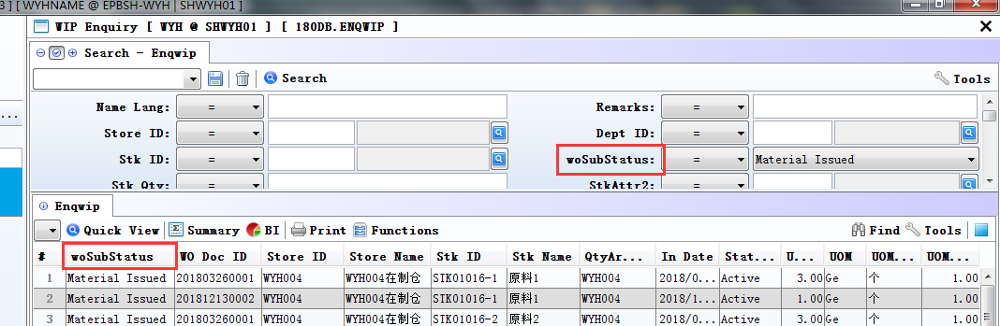 3 ] [ WYHNAME @ EPBSH-WYH | SHWYH01 ]
WIP Enquiry [ WYH @ SHWYH01 ] [ 180DB.ENQWIP ]
Search - Enqwip
Search Tools
Name Lang: = Remarks: =
Store ID: = Dept ID: =
Stk ID: = woSubStatus: = Material Issued
Stk Qty: StkAttr2:
...
Enqwip
Quick View Summary BI Print Functions Find Tools
# woSubStatus WO Doc ID Store ID Store Name Stk ID Stk Name QtyAr... In Date Stat... U... UOM UOM... UOM...
1 Material Issued 201803260001 WYH004 WYH004在制仓 STK01016-1 原料1 WYH004 2018/0... Active 3.00 Ge 个 1.00
2 Material Issued 201812130002 WYH004 WYH004在制仓 STK01016-1 原料1 WYH004 2018/1... Active 1.00 Ge 个 1.00
3 Material Issued 201803260001 WYH004 WYH004在制仓 STK01016-2 原料2 WYH004 2018/0... Active 3.00 Ge 个 1.00